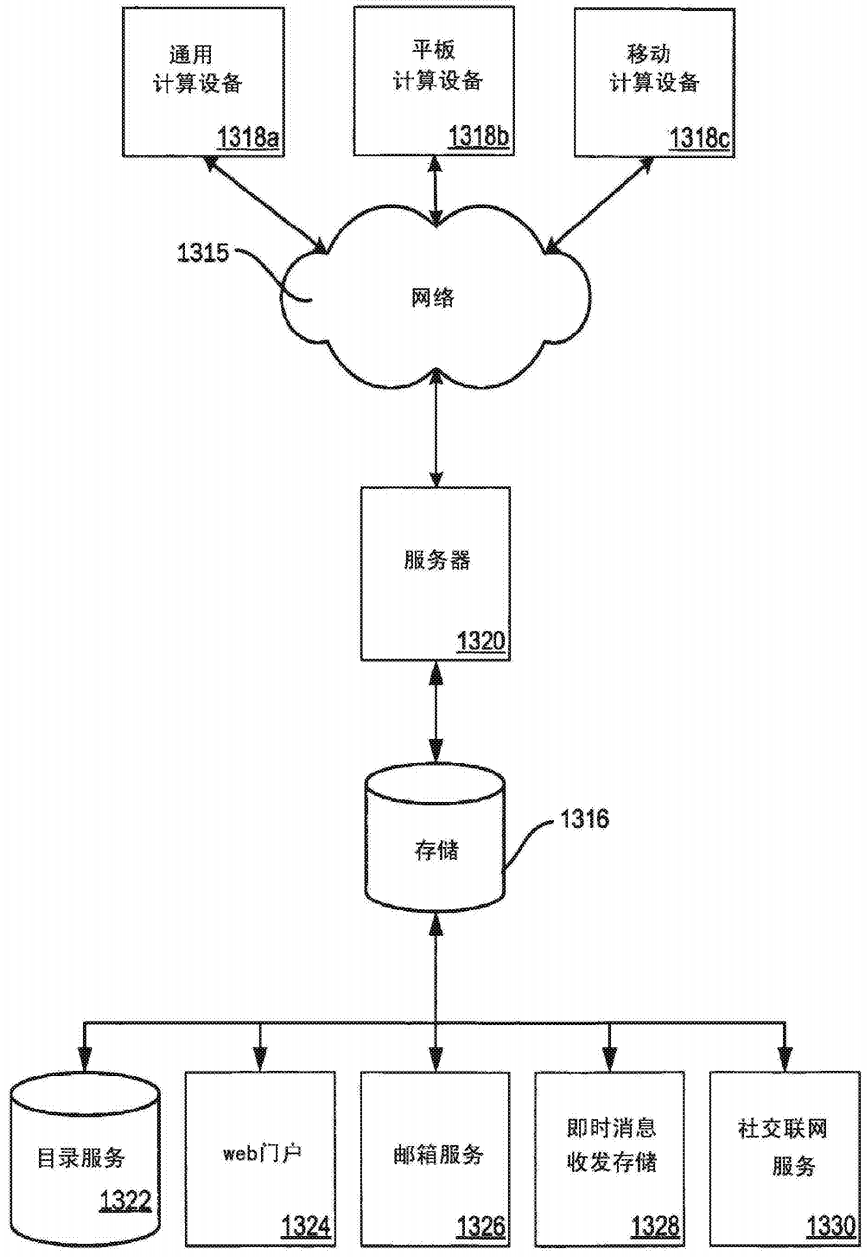 通用
计算设备
1318a
平板
计算设备
1318b
移动
计算设备
1318c
1315
网络
服务器
1320
存储
1316
目录服务
1322
web门户
1324
邮箱服务
1326
即时消息
收发存储
1328
社交联网
服务
1330